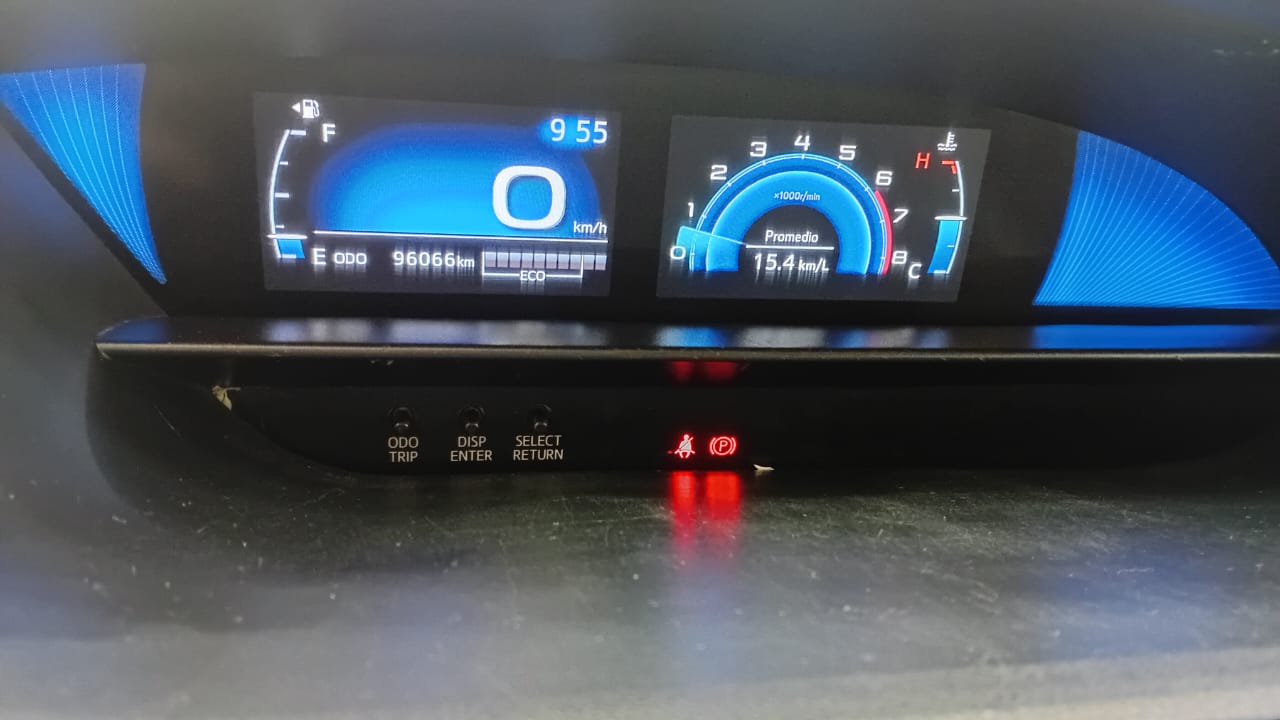 F
9 55
0
km/h
E ODO 96066km
ECO
0 1 2 3 4 5 6 7 8
x1000r/min
Promedio
15.4 km/L
H
C
ODO TRIP
DISP ENTER
SELECT RETURN
P